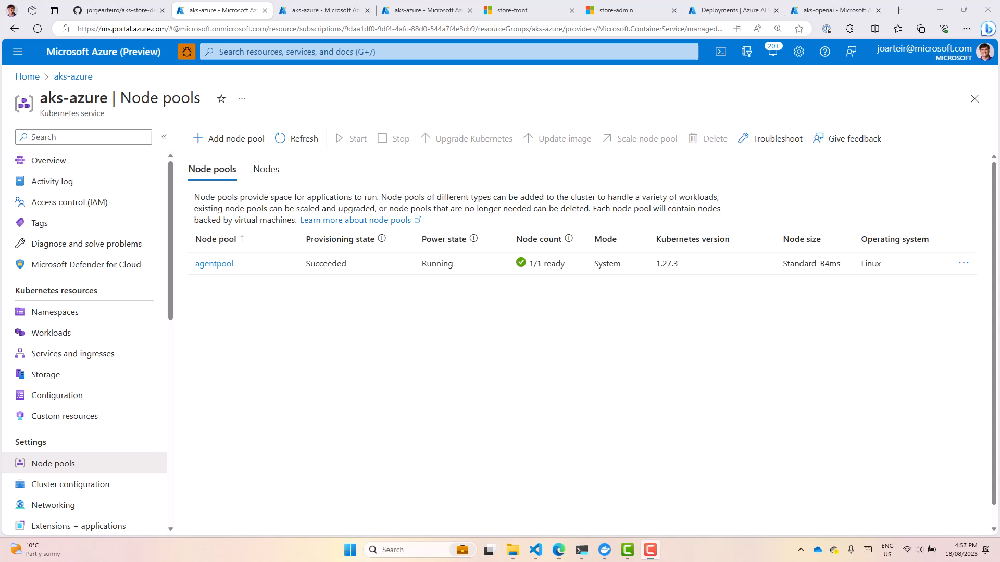 jorgearteiro/aks-store-de
aks-azure - Microsoft Az
aks-azure - Microsoft Az
aks-azure - Microsoft Az
store-front
store-admin
Deployments | Azure AI
aks-openai - Microsoft A
https://ms.portal.azure.com/#@microsoft.onmicrosoft.com/resource/subscriptions/9daa1df0-9df4-4afc-88d0-544a7f4e3cb9/resourceGroups/aks-azure/providers/Microsoft.ContainerService/managed...
Microsoft Azure (Preview)
Search resources, services, and docs (G+/)
20+
joarteir@microsoft.com
MICROSOFT
Home > aks-azure
aks-azure | Node pools
Kubernetes service
Search
Add node pool
Refresh
Start
Stop
Upgrade Kubernetes
Update image
Scale node pool
Delete
Troubleshoot
Give feedback
Overview
Activity log
Access control (IAM)
Tags
Diagnose and solve problems
Microsoft Defender for Cloud
Kubernetes resources
Namespaces
Workloads
Services and ingresses
Storage
Configuration
Custom resources
Settings
Node pools
Cluster configuration
Networking
Extensions + applications
Node pools
Nodes
Node pools provide space for applications to run. Node pools of different types can be added to the cluster to handle a variety of workloads,
existing node pools can be scaled and upgraded, or node pools that are no longer needed can be deleted. Each node pool will contain nodes
backed by virtual machines. Learn more about node pools
Node pool ↑ Provisioning state Power state Node count Mode Kubernetes version Node size Operating system
agentpool Succeeded Running 1/1 ready System 1.27.3 Standard_B4ms Linux
10°C
Partly sunny
Search
ENG
US
4:57 PM
18/08/2023